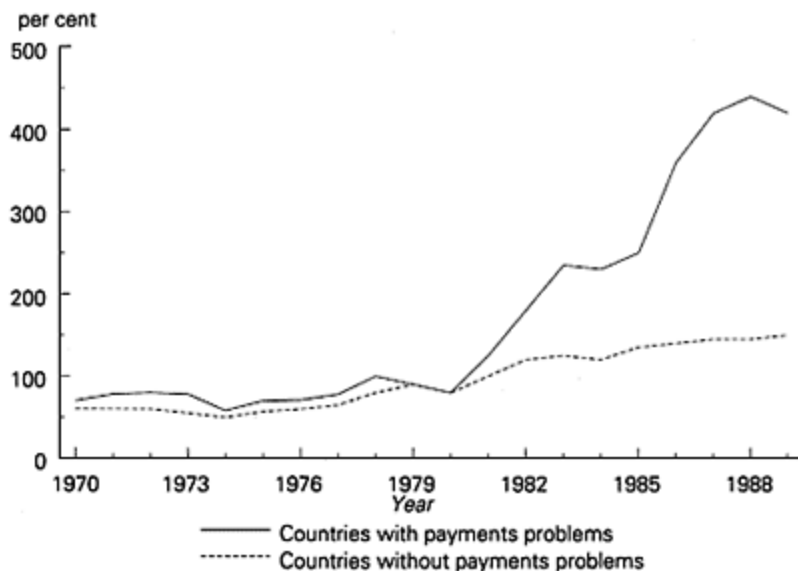 per cent
500
400
300
200
100
0
1970 1973 1976 1979 1982 1985 1988
Year
Countries with payments problems
Countries without payments problems